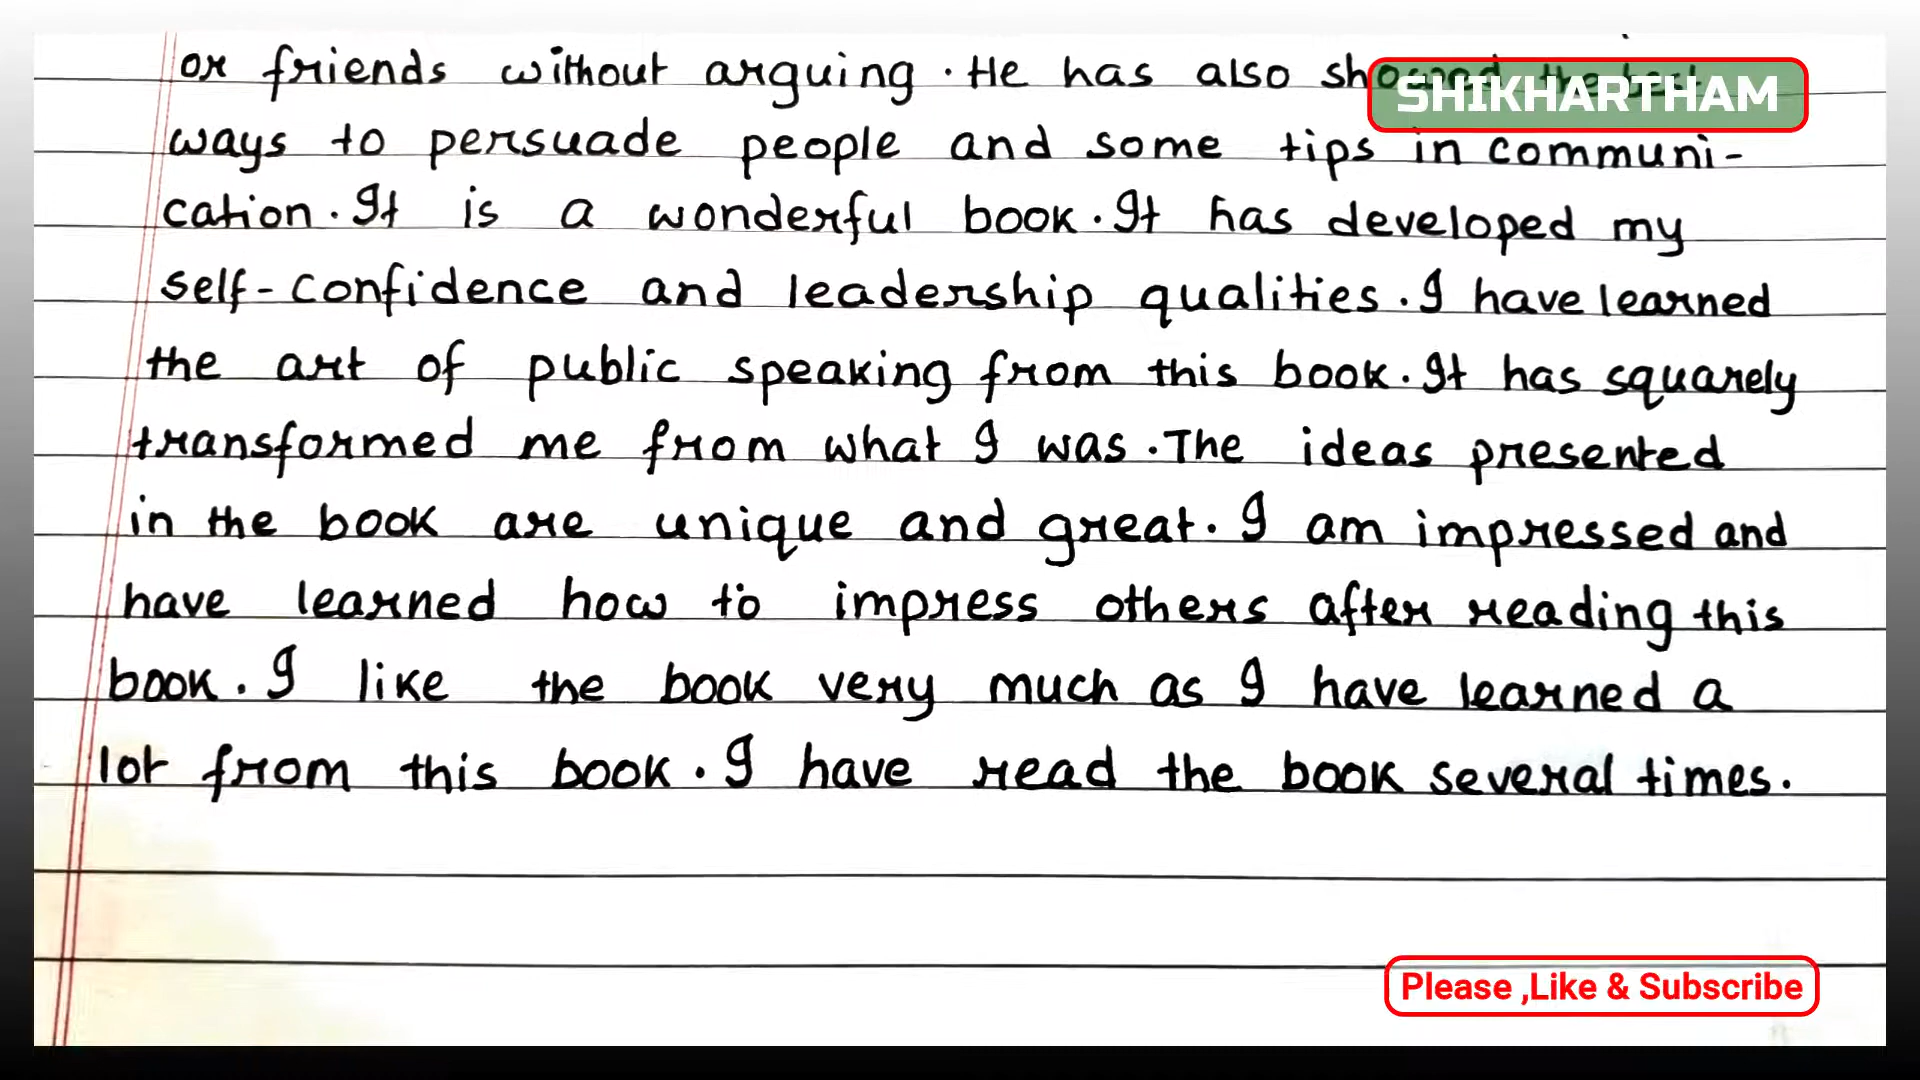 or friends without arguing. He has also showed the best
SHIKHARTHAM
ways to persuade people and some tips in communi-
cation. It is a wonderful book. It has developed my
self-confidence and leadership qualities. I have learned
the art of public speaking from this book. It has squarely
transformed me from what I was. The ideas presented
in the book are unique and great. I am impressed and
have learned how to impress others after reading this
book. I like the book very much as I have learned a
lot from this book. I have read the book several times.
Please ,Like & Subscribe